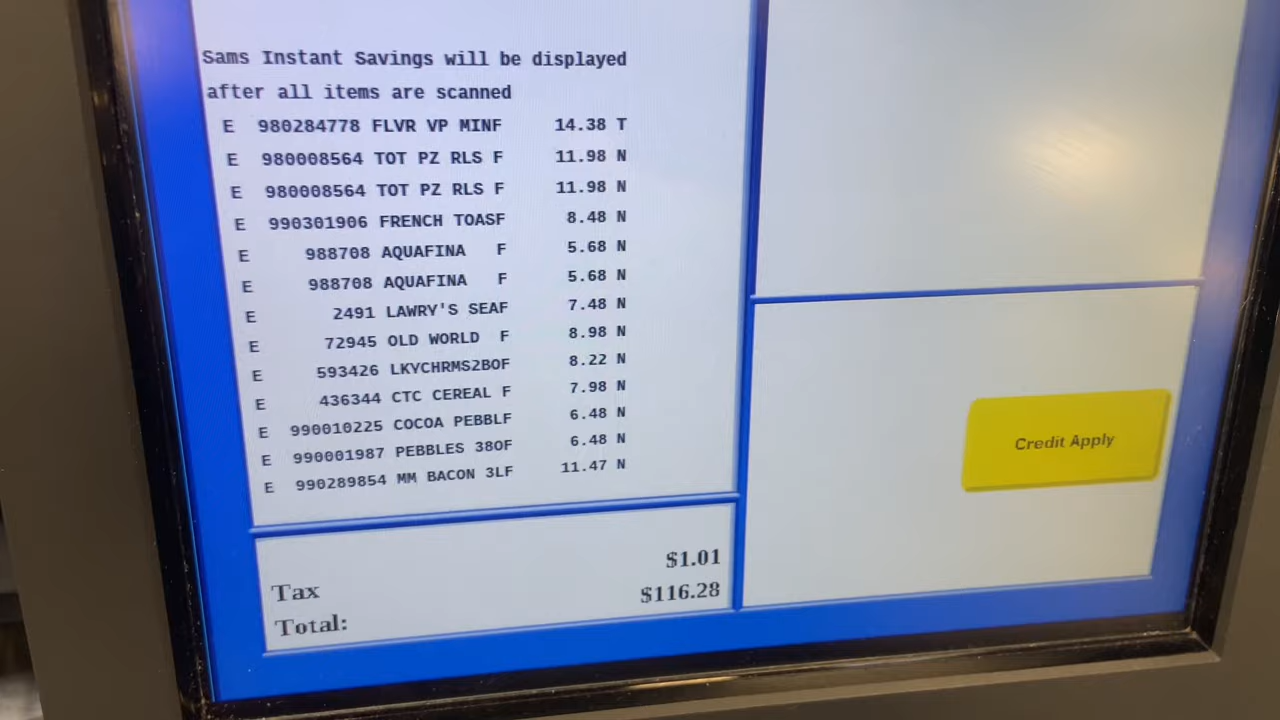 Sams Instant Savings will be displayed
after all items are scanned
E 980284778 FLVR VP MINF 14.38 T
E 980008564 TOT PZ RLS F 11.98 N
E 980008564 TOT PZ RLS F 11.98 N
E 990301906 FRENCH TOASF 8.48 N
E 988708 AQUAFINA F 5.68 N
E 988708 AQUAFINA F 5.68 N
E 2491 LAWRY'S SEAF 7.48 N
E 72945 OLD WORLD F 8.98 N
E 593426 LKYCHRMS2BOF 8.22 N
E 436344 CTC CEREAL F 7.98 N
E 990010225 COCOA PEBBLF 6.48 N
E 990001987 PEBBLES 38OF 6.48 N
E 990289854 MM BACON 3LF 11.47 N
Tax $1.01
Total: $116.28
Credit Apply